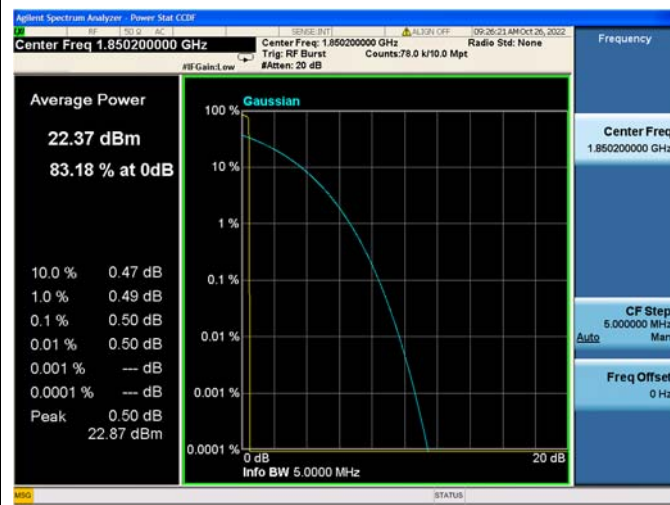 Agilent Spectrum Analyzer - Power Stat CCDF
RF 50 Ω AC SENSE:INT ALIGN OFF 09:26:21 AM Oct 26, 2022
Center Freq 1.850200000 GHz
Center Freq: 1.850200000 GHz Radio Std: None
Trig: RF Burst Counts:78.0 k/10.0 Mpt
#IFGain:Low #Atten: 20 dB
Frequency
Average Power
22.37 dBm
83.18 % at 0dB
10.0 % 0.47 dB
1.0 % 0.49 dB
0.1 % 0.50 dB
0.01 % 0.50 dB
0.001 % --- dB
0.0001 % --- dB
Peak 0.50 dB
22.87 dBm
Gaussian
100 %
10 %
1 %
0.1 %
0.01 %
0.001 %
0.0001 %
0 dB 20 dB
Info BW 5.0000 MHz
Center Freq
1.850200000 GHz
CF Step
5.000000 MHz
Auto Man
Freq Offset
0 Hz
MSG STATUS